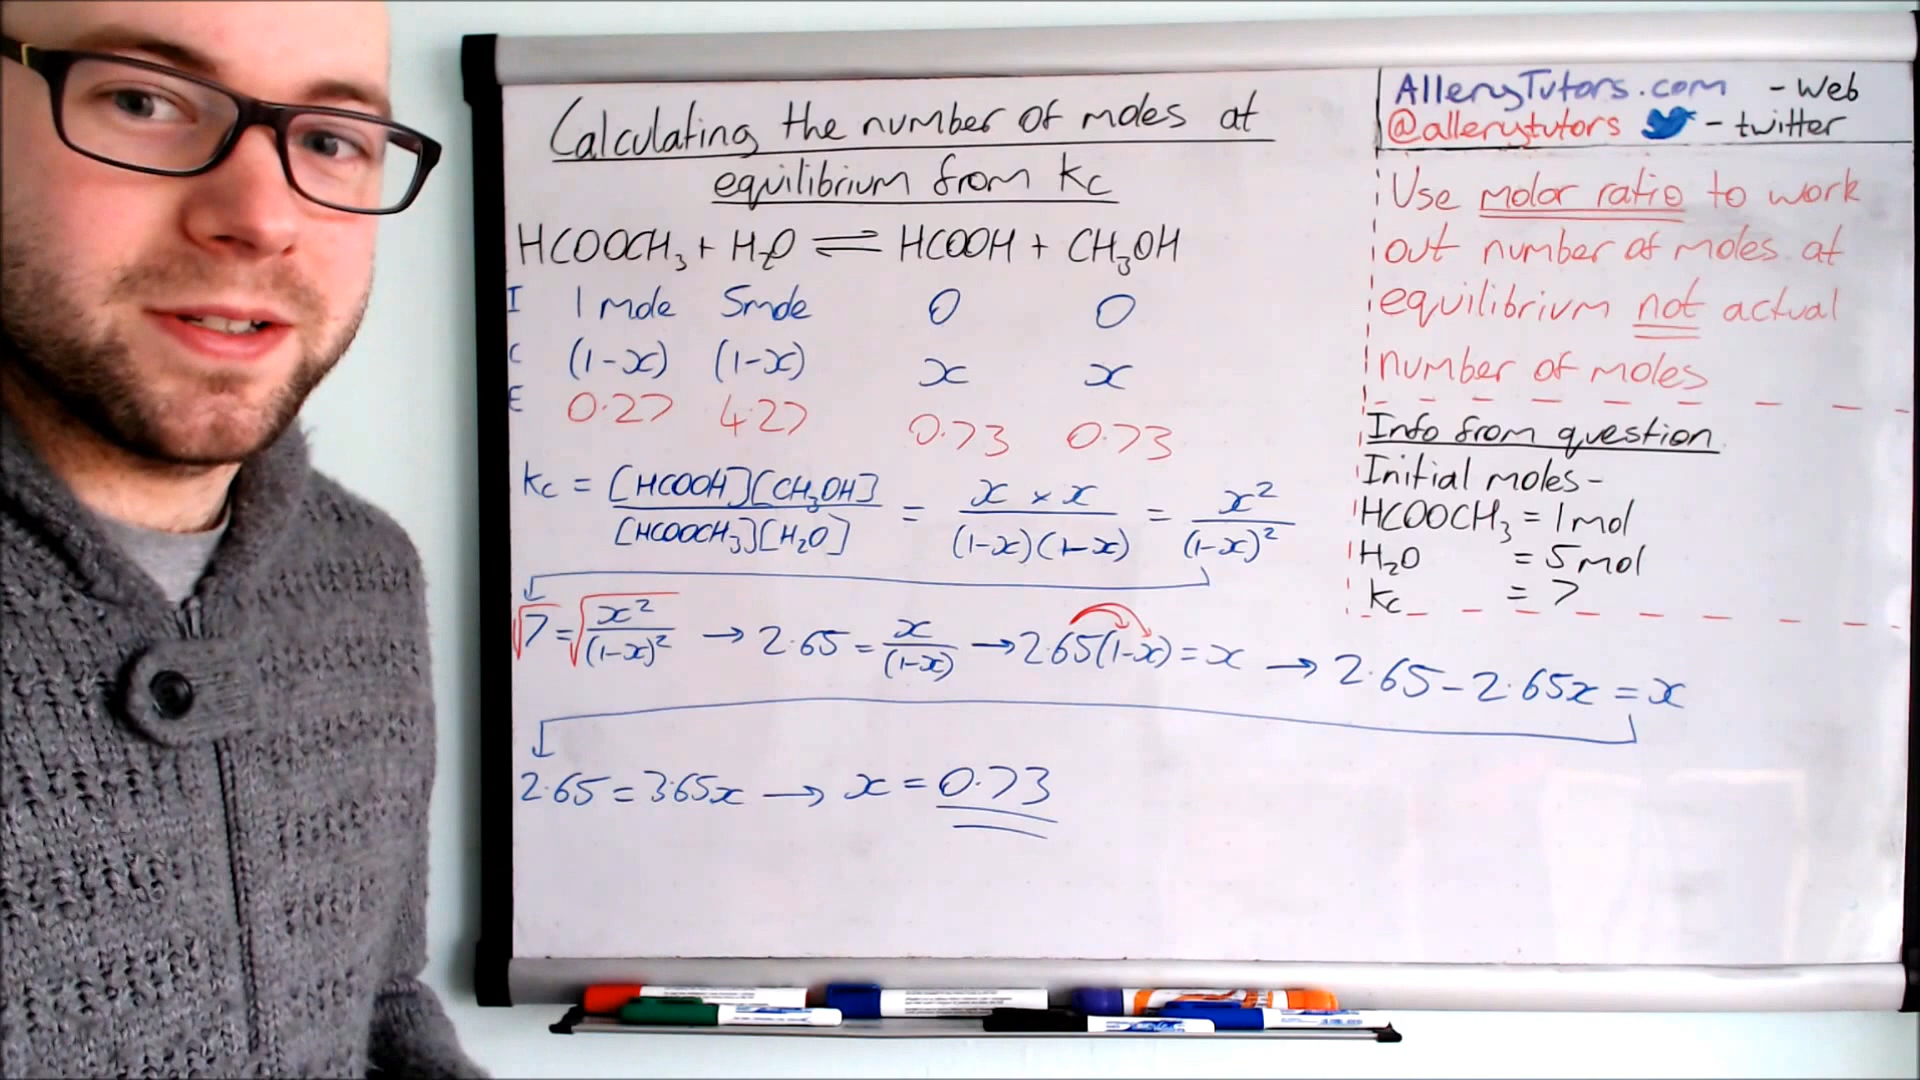 Calculating the number of moles at
equilibrium from Kc
HCOOCH₃ + H₂O ⇌ HCOOH + CH₃OH
I 1 mole 5mole 0 0
C (1-x) (1-x) x x
E 0.27 4.27 0.73 0.73
Kc = [HCOOH][CH₃OH] / [HCOOCH₃][H₂O] = x × x / (1-x)(1-x) = x² / (1-x)²
√7 = √(x² / (1-x)²) → 2.65 = x / (1-x) → 2.65(1-x) = x → 2.65 - 2.65x = x
2.65 = 3.65x → x = 0.73
AlleryTutors.com - Web
@allerytutors - twitter
Use molar ratio to work
out number of moles at
equilibrium not actual
number of moles
Info from question
Initial moles -
HCOOCH₃ = 1mol
H₂O = 5mol
Kc = 7